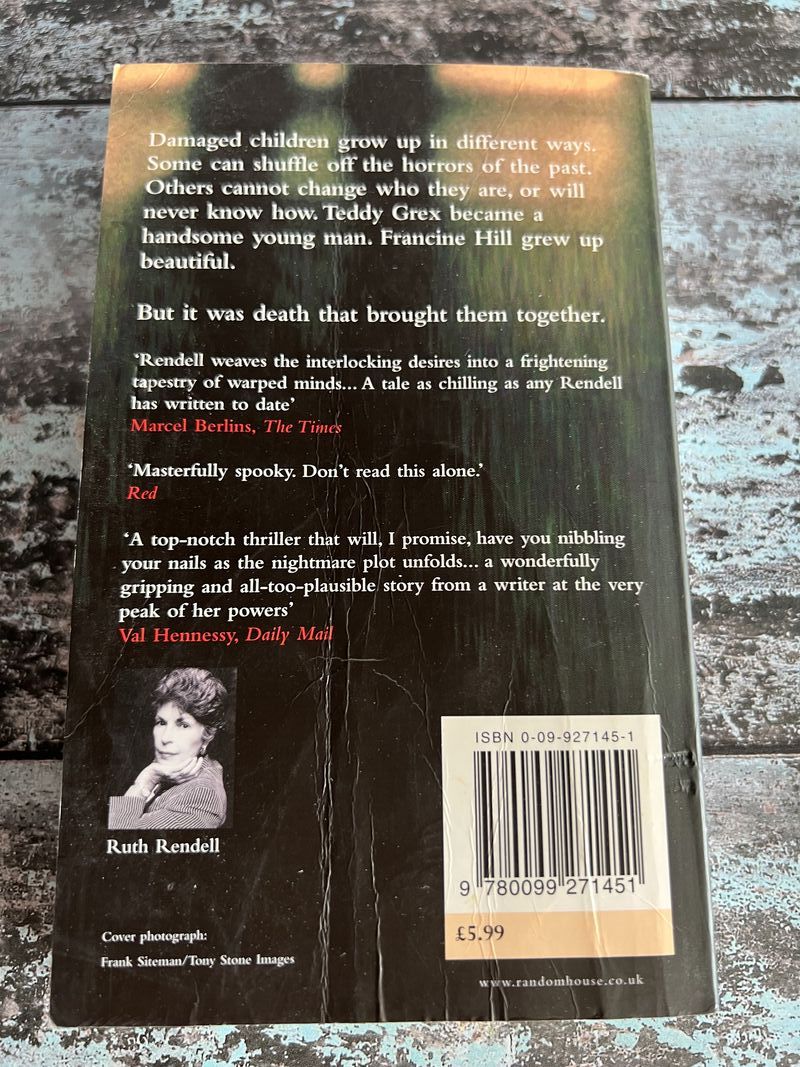 Damaged children grow up in different ways.
Some can shuffle off the horrors of the past.
Others cannot change who they are, or will
never know how. Teddy Grex became a
handsome young man. Francine Hill grew up
beautiful.
But it was death that brought them together.
‘Rendell weaves the interlocking desires into a frightening
tapestry of warped minds... A tale as chilling as any Rendell
has written to date’
Marcel Berlins, The Times
‘Masterfully spooky. Don’t read this alone.’
Red
‘A top-notch thriller that will, I promise, have you nibbling
your nails as the nightmare plot unfolds... a wonderfully
gripping and all-too-plausible story from a writer at the very
peak of her powers’
Val Hennessy, Daily Mail
Ruth Rendell
Cover photograph:
Frank Siteman/Tony Stone Images
ISBN 0-09-927145-1
9 780099 271451
£5.99
www.randomhouse.co.uk